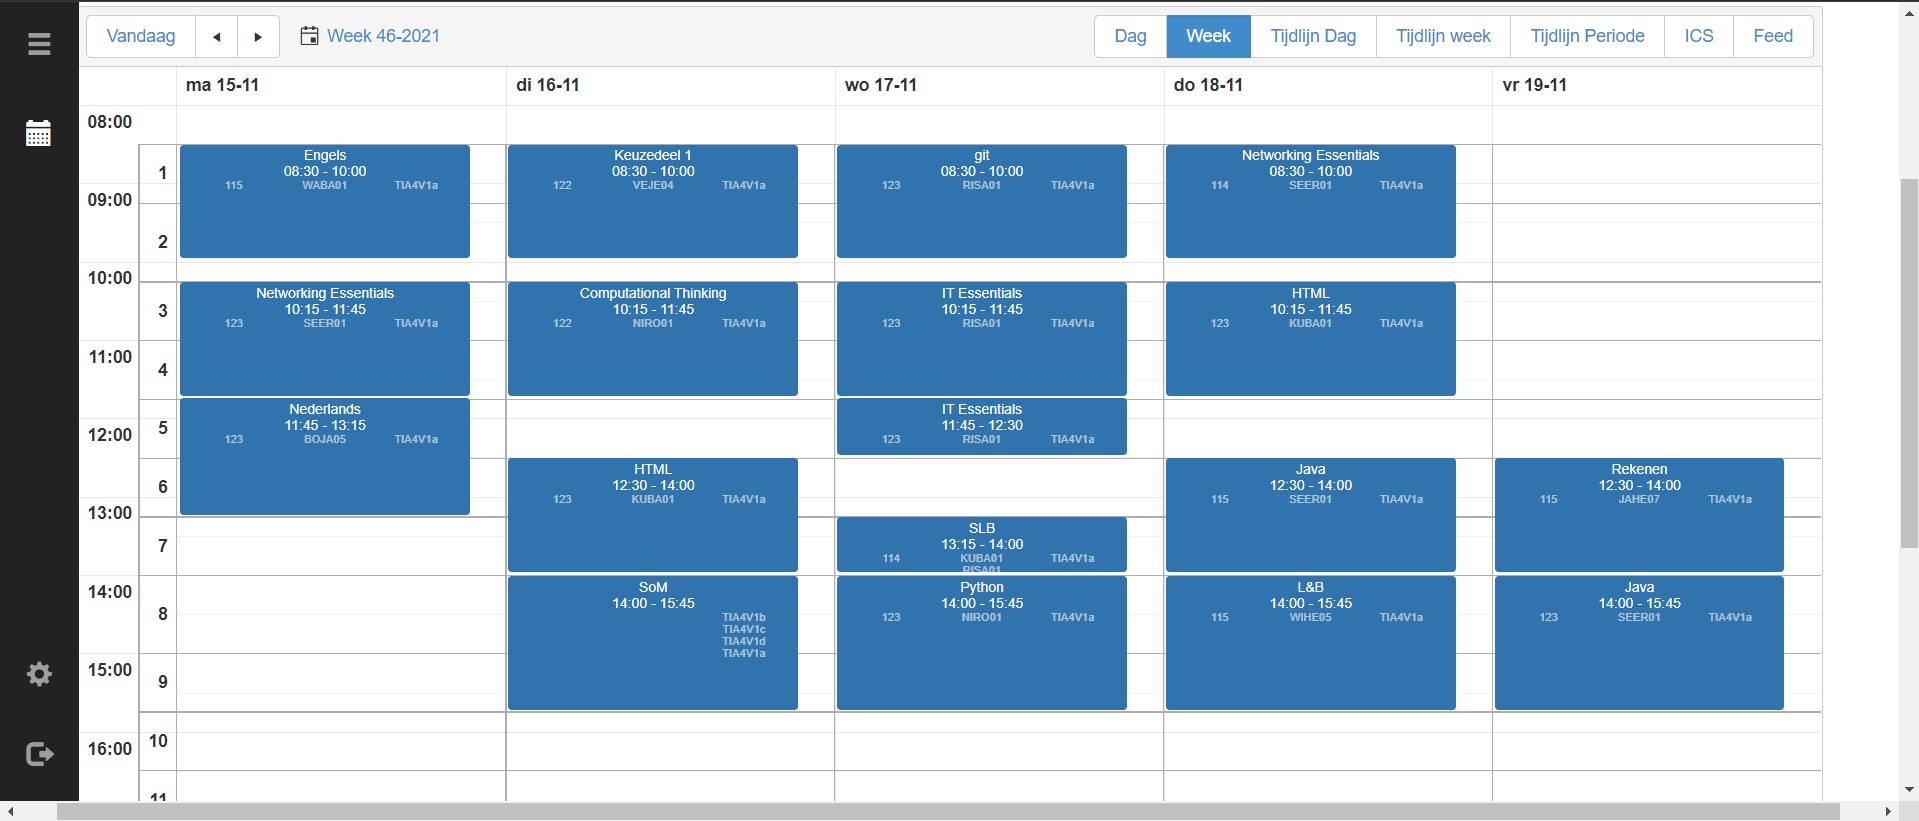 Vandaag
Week 46-2021
Dag Week Tijdlijn Dag Tijdlijn week Tijdlijn Periode ICS Feed
ma 15-11 di 16-11 wo 17-11 do 18-11 vr 19-11
08:00
09:00
10:00
11:00
12:00
13:00
14:00
15:00
16:00
1
2
3
4
5
6
7
8
9
10
11
Engels
08:30 - 10:00
115 WABA01 TIA4V1a
Networking Essentials
10:15 - 11:45
123 SEER01 TIA4V1a
Nederlands
11:45 - 13:15
123 BOJA05 TIA4V1a
Keuzedeel 1
08:30 - 10:00
122 VEJE04 TIA4V1a
Computational Thinking
10:15 - 11:45
122 NIRO01 TIA4V1a
HTML
12:30 - 14:00
123 KUBA01 TIA4V1a
SoM
14:00 - 15:45
TIA4V1b
TIA4V1c
TIA4V1d
TIA4V1a
git
08:30 - 10:00
123 RISA01 TIA4V1a
IT Essentials
10:15 - 11:45
123 RISA01 TIA4V1a
IT Essentials
11:45 - 12:30
123 RISA01 TIA4V1a
SLB
13:15 - 14:00
114 KUBA01 TIA4V1a
RISA01
Python
14:00 - 15:45
123 NIRO01 TIA4V1a
Networking Essentials
08:30 - 10:00
114 SEER01 TIA4V1a
HTML
10:15 - 11:45
123 KUBA01 TIA4V1a
Java
12:30 - 14:00
115 SEER01 TIA4V1a
L&B
14:00 - 15:45
115 WIHE05 TIA4V1a
Rekenen
12:30 - 14:00
115 JAHE07 TIA4V1a
Java
14:00 - 15:45
123 SEER01 TIA4V1a